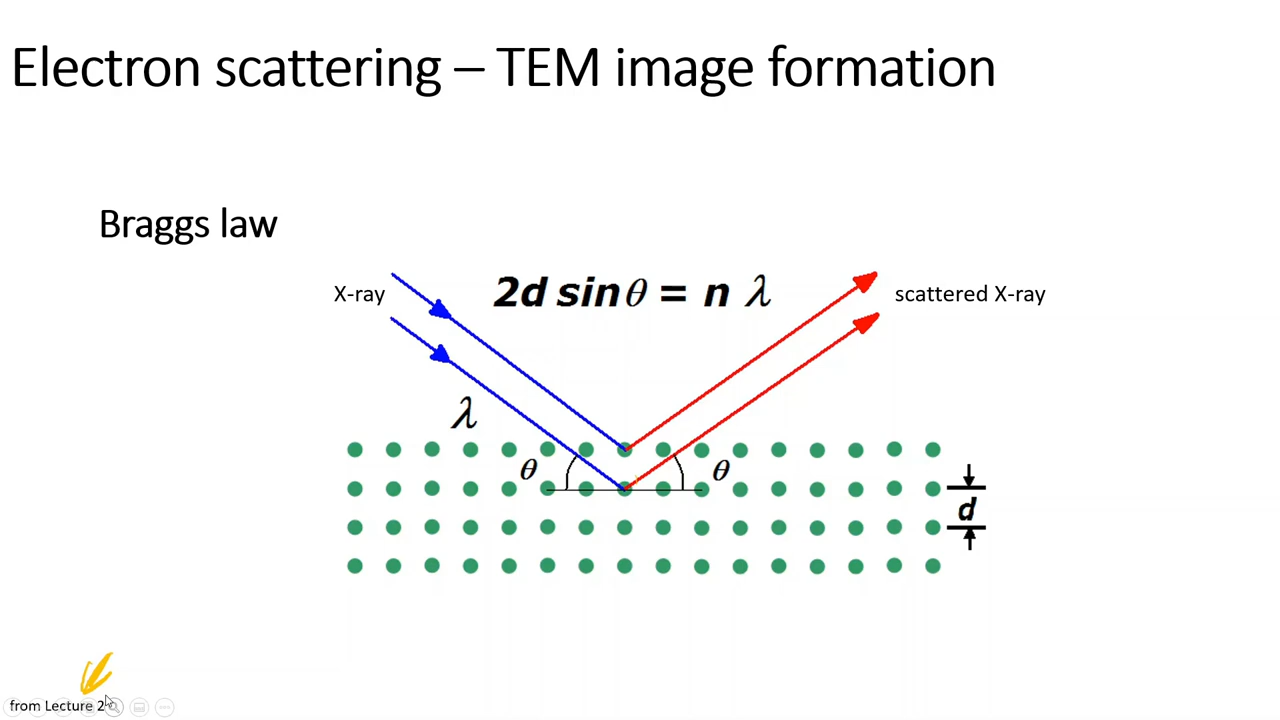 Electron scattering – TEM image formation
Braggs law
X-ray
2d sinθ = n λ
scattered X-ray
λ
θ
θ
d
from Lecture 2